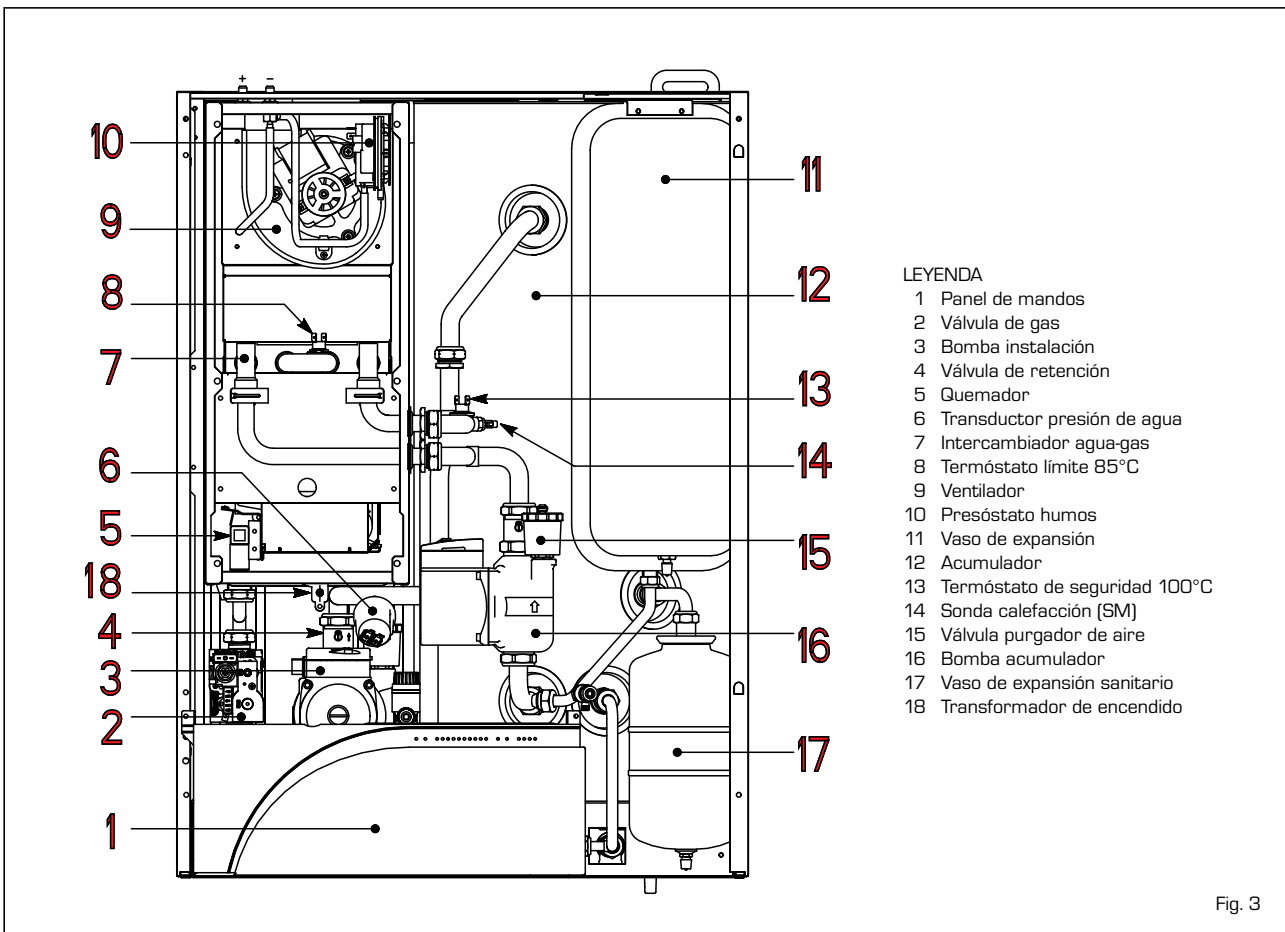 + −
10
9
8
7
6
5
18
4
3
2
1
11
12
13
14
15
16
17
LEYENDA
1 Panel de mandos
2 Válvula de gas
3 Bomba instalación
4 Válvula de retención
5 Quemador
6 Transductor presión de agua
7 Intercambiador agua-gas
8 Termóstato límite 85°C
9 Ventilador
10 Presóstato humos
11 Vaso de expansión
12 Acumulador
13 Termóstato de seguridad 100°C
14 Sonda calefacción (SM)
15 Válvula purgador de aire
16 Bomba acumulador
17 Vaso de expansión sanitario
18 Transformador de encendido
Fig. 3